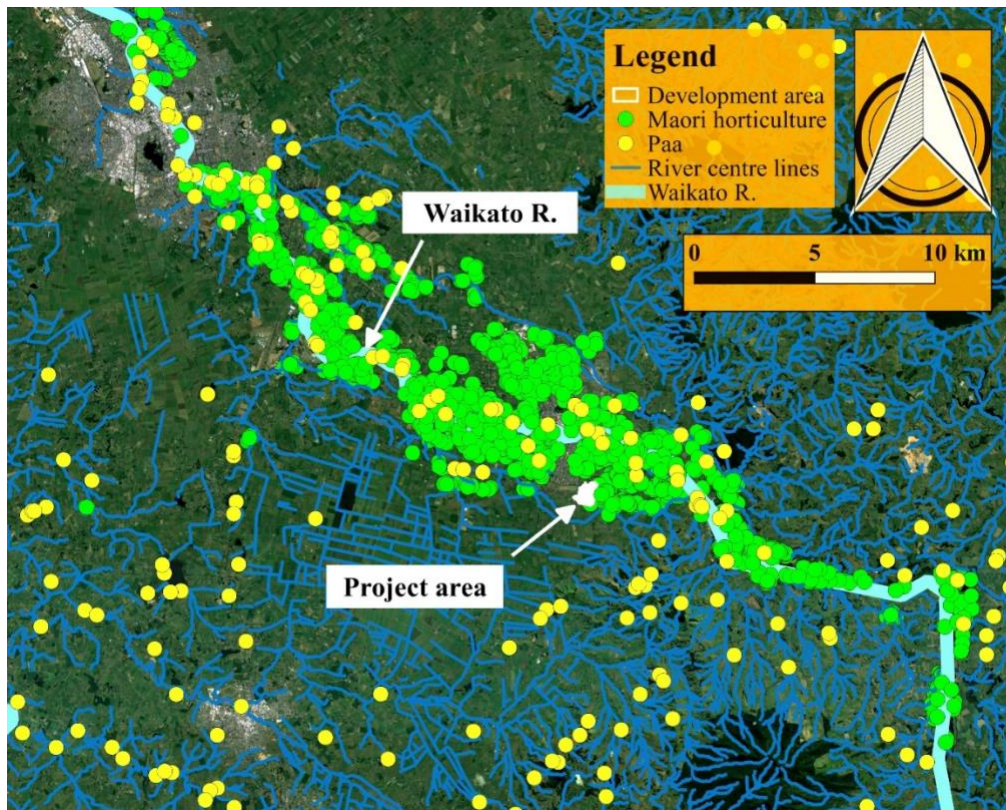 Legend
Development area
Maori horticulture
Paa
River centre lines
Waikato R.
0 5 10 km
Waikato R.
Project area